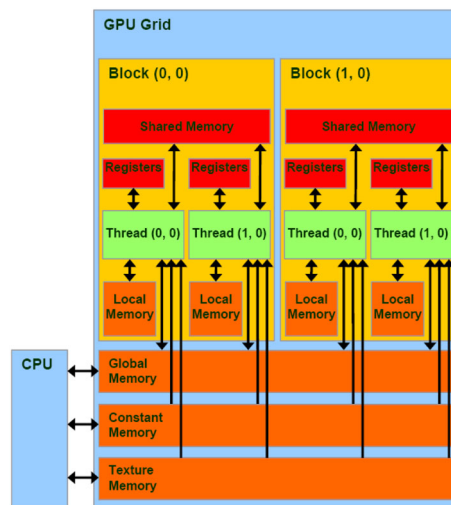 GPU Grid
Block (0, 0)
Block (1, 0)
Shared Memory
Shared Memory
Registers
Registers
Registers
Registers
Thread (0, 0)
Thread (1, 0)
Thread (0, 0)
Thread (1, 0)
Local
Memory
Local
Memory
Local
Memory
Local
Memory
CPU
Global
Memory
Constant
Memory
Texture
Memory